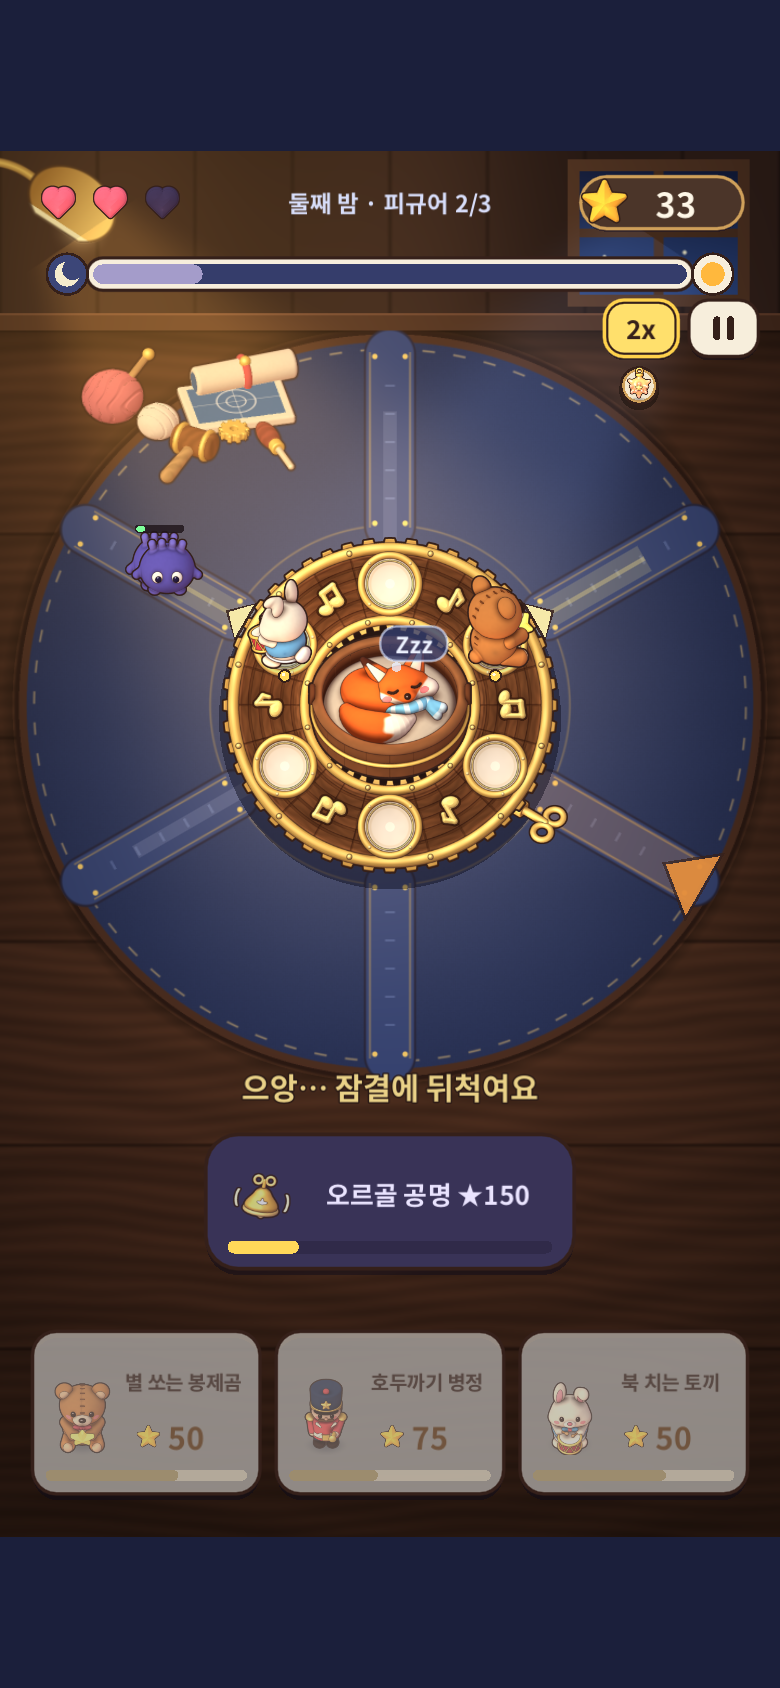 둘째 밤 · 피규어 2/3
33
2x
Zzz
으앙… 잠결에 뒤척여요
오르골 공명 ★150
별 쏘는 봉제곰
50
호두까기 병정
75
북 치는 토끼
50